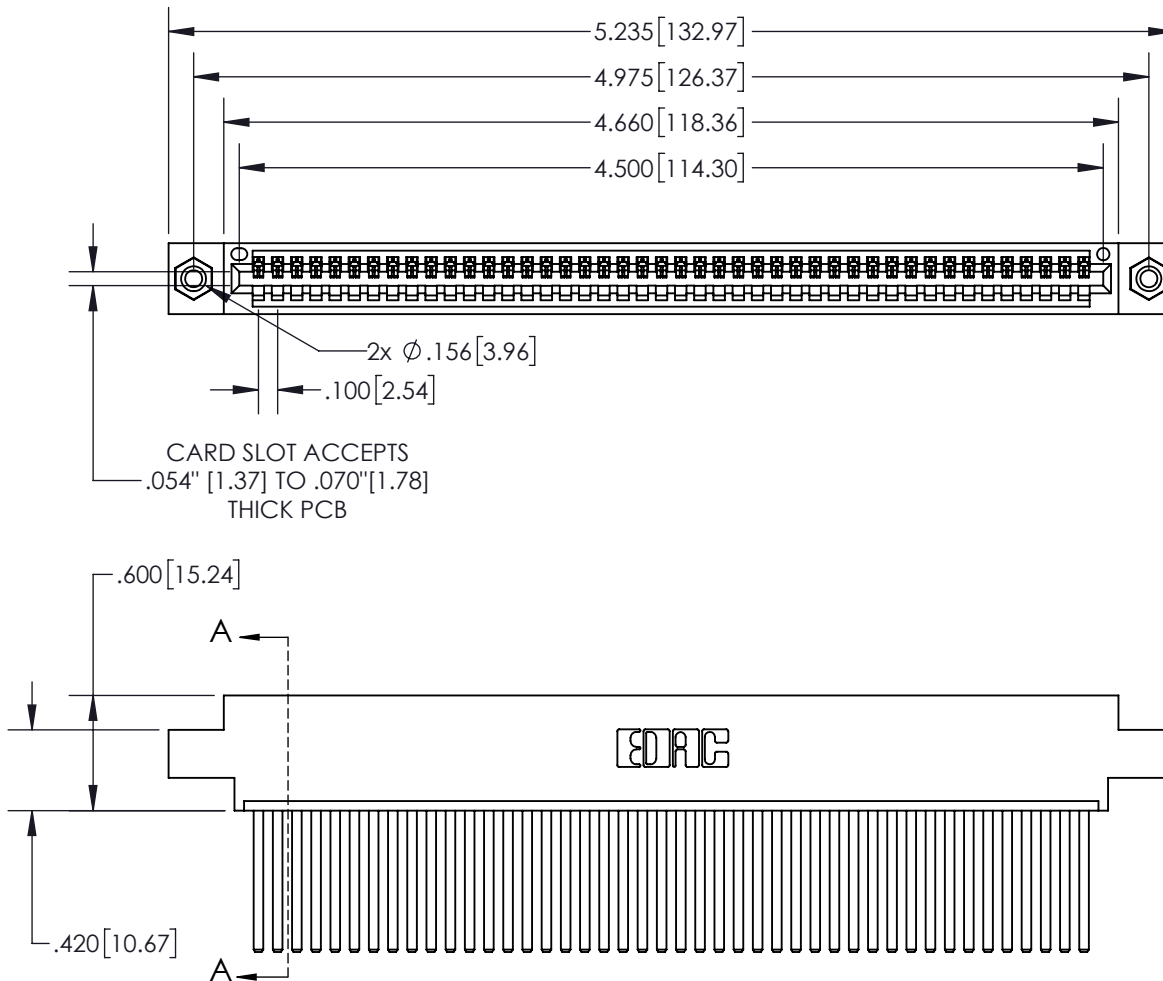 5.235[132.97]
4.975[126.37]
4.660[118.36]
4.500[114.30]
2x Ø.156[3.96]
.100[2.54]
CARD SLOT ACCEPTS
.054" [1.37] TO .070"[1.78]
THICK PCB
.600[15.24]
A
EDAC
.420[10.67]
A